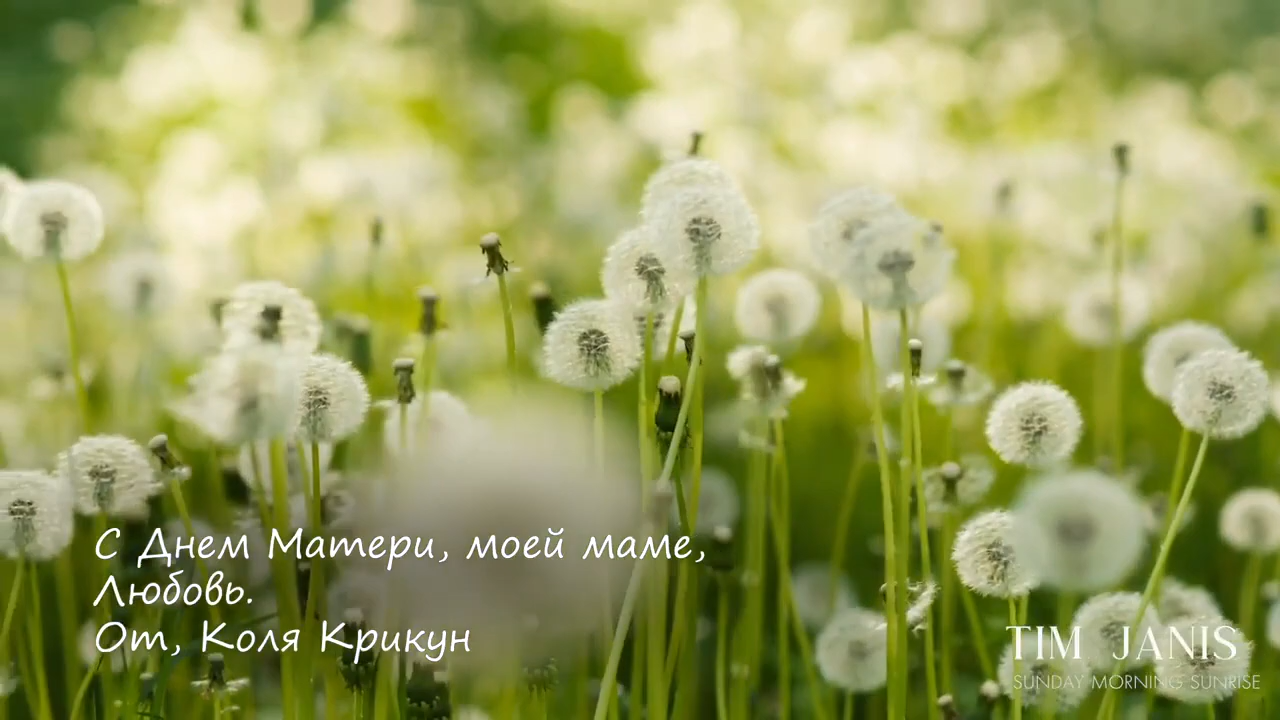 С Днем Матери, моей маме,
Любовь.
От, Коля Крикун
TIM JANIS
SUNDAY MORNING SUNRISE